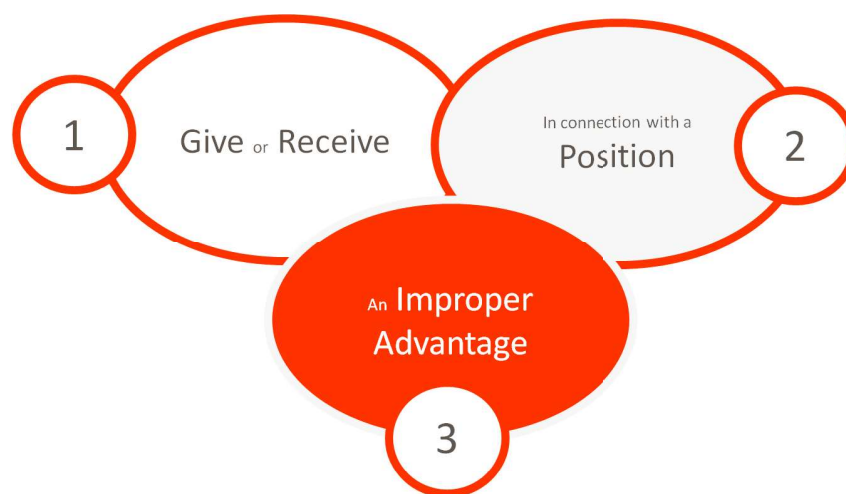 1
Give or Receive
In connection with a
Position
2
An Improper
Advantage
3